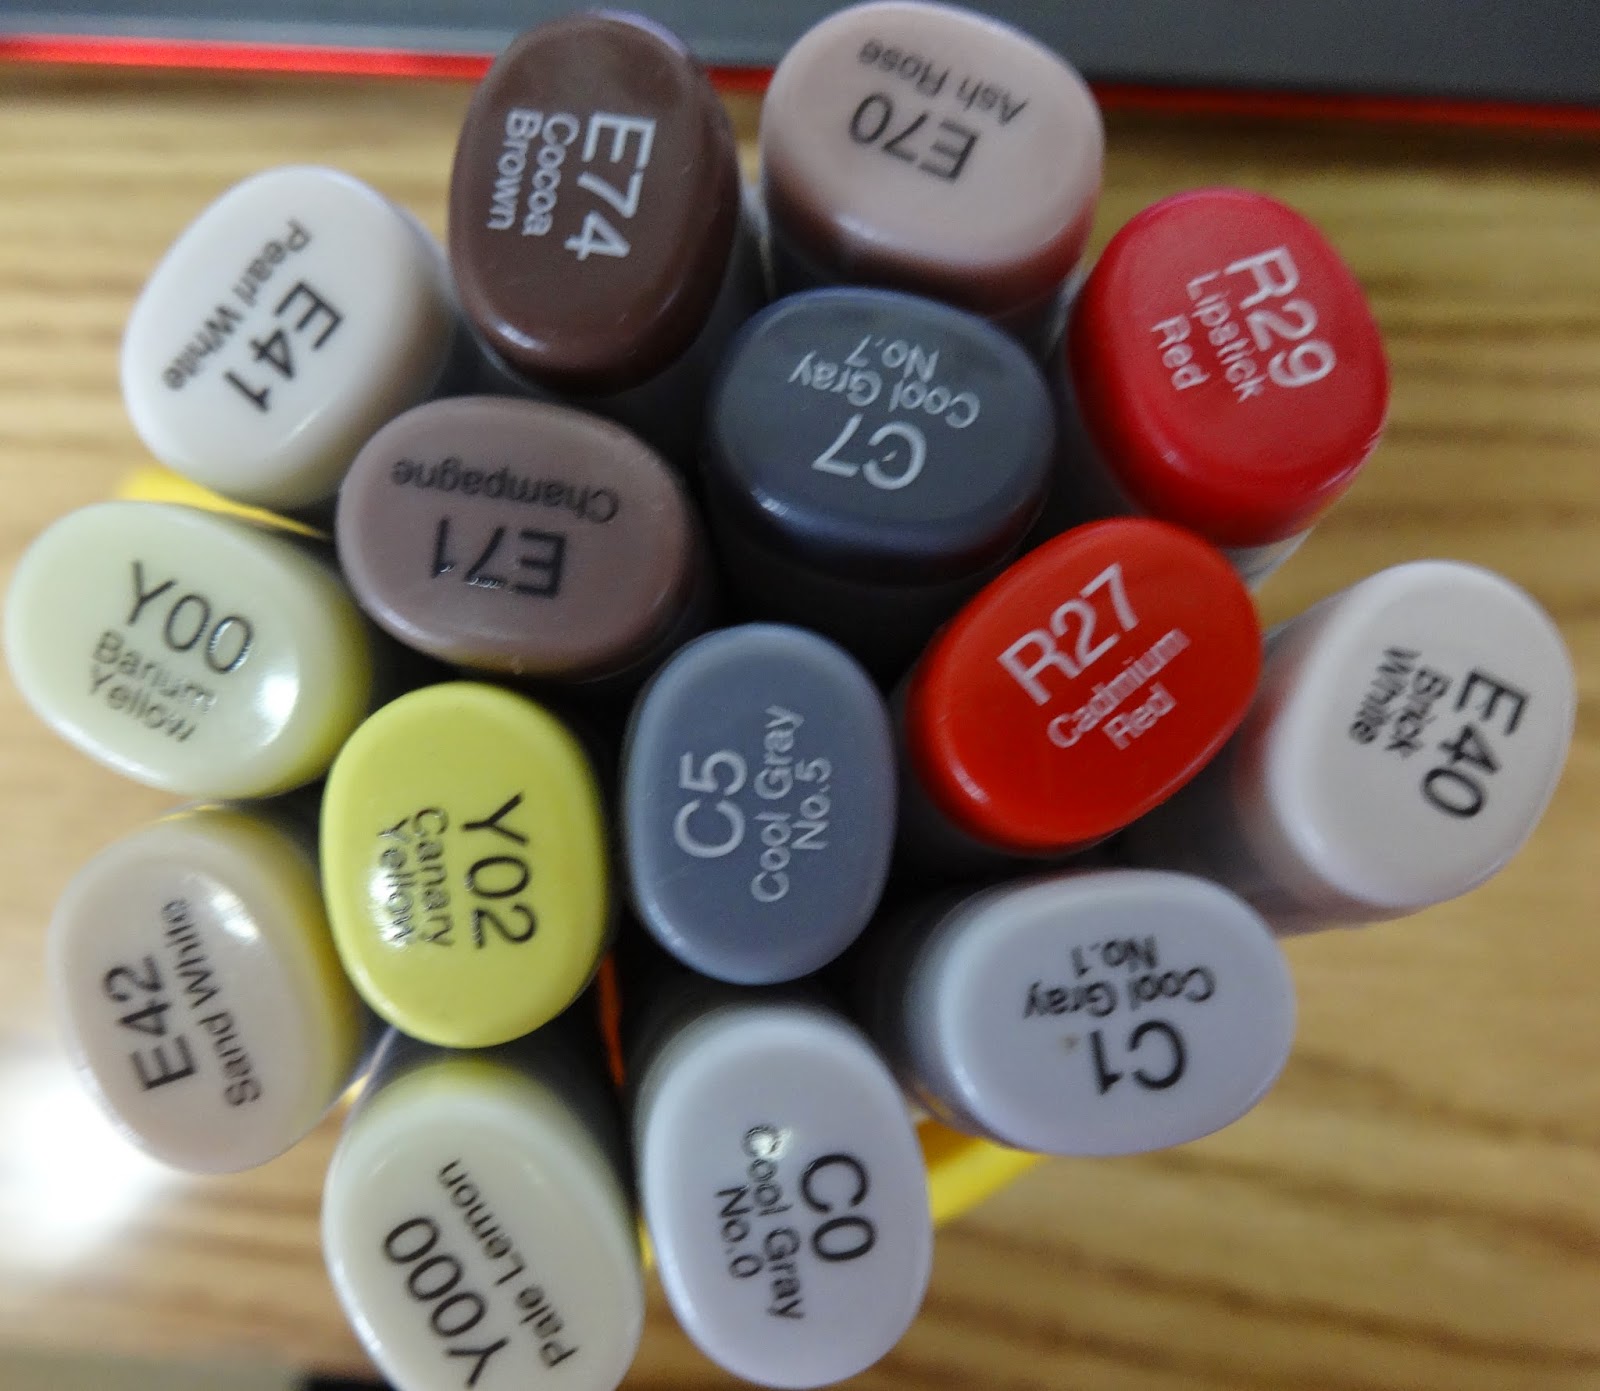 E74
Cocoa
Brown
E70
Ash Rose
E41
Pearl White
R29
Lipstick
Red
C7
Cool Gray
No.7
E71
Champagne
Y00
Barium
Yellow
R27
Cadmium
Red
E40
Brick
White
C5
Cool Gray
No.5
Y02
Canary
Yellow
E42
Sand White
C1
Cool Gray
No.1
Y000
Pale Lemon
C0
Cool Gray
No.0